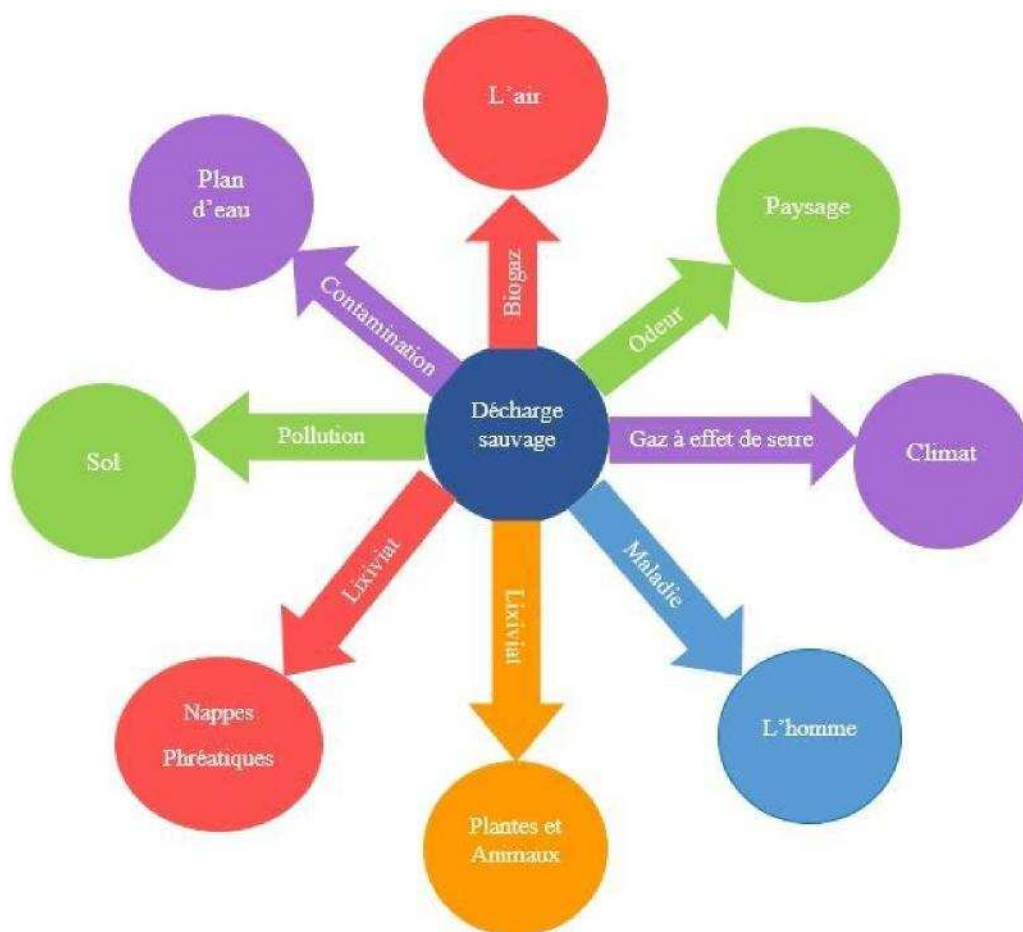 L'air
Plan
d'eau
Paysage
Biogaz
Contamination
Odeur
Décharge
sauvage
Pollution
Sol
Gaz à effet de serre
Climat
Lixiviat
Lixiviat
Maladie
Nappes
Phréatiques
Plantes et
Animaux
L'homme